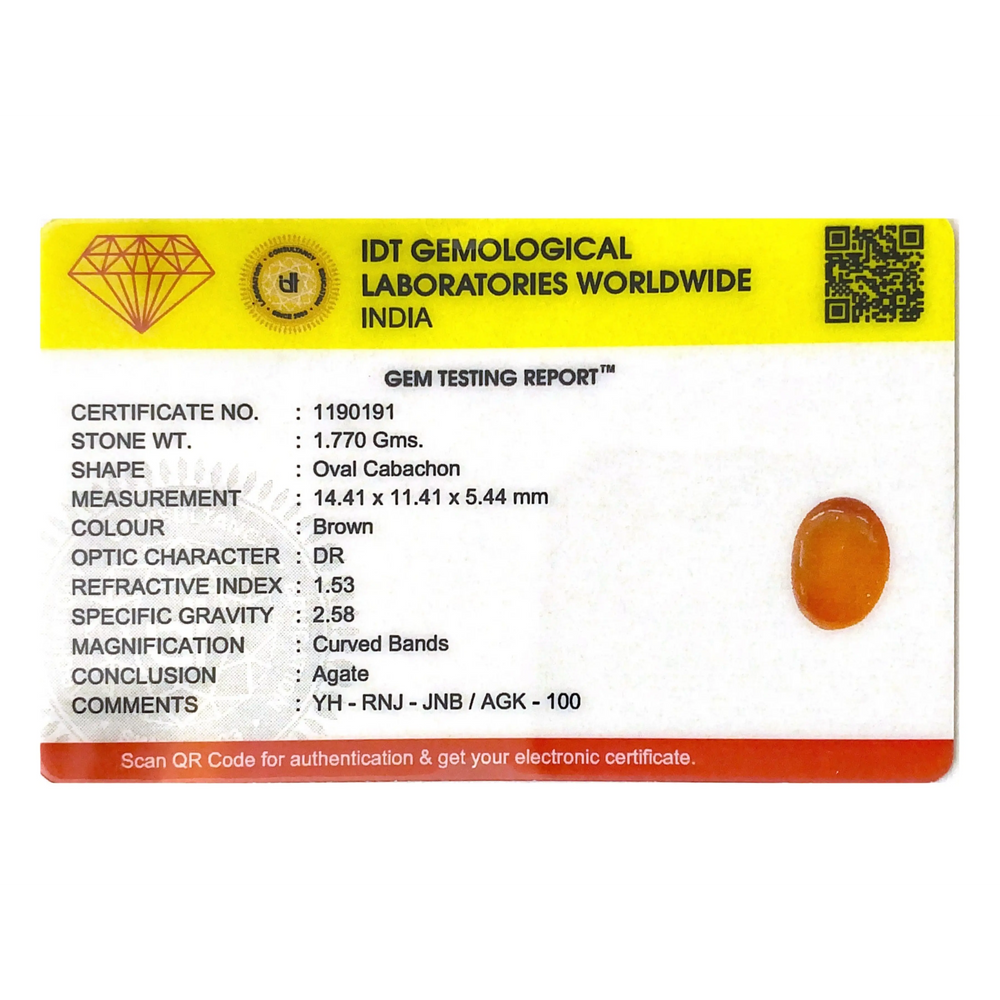 IDT GEMOLOGICAL
LABORATORIES WORLDWIDE
INDIA
CONSULTANCY
SINCE
GEM TESTING REPORT™
CERTIFICATE NO. : 1190191
STONE WT. : 1.770 Gms.
SHAPE : Oval Cabachon
MEASUREMENT : 14.41 x 11.41 x 5.44 mm
COLOUR : Brown
OPTIC CHARACTER : DR
REFRACTIVE INDEX : 1.53
SPECIFIC GRAVITY : 2.58
MAGNIFICATION : Curved Bands
CONCLUSION : Agate
COMMENTS : YH - RNJ - JNB / AGK - 100
Scan QR Code for authentication & get your electronic certificate.